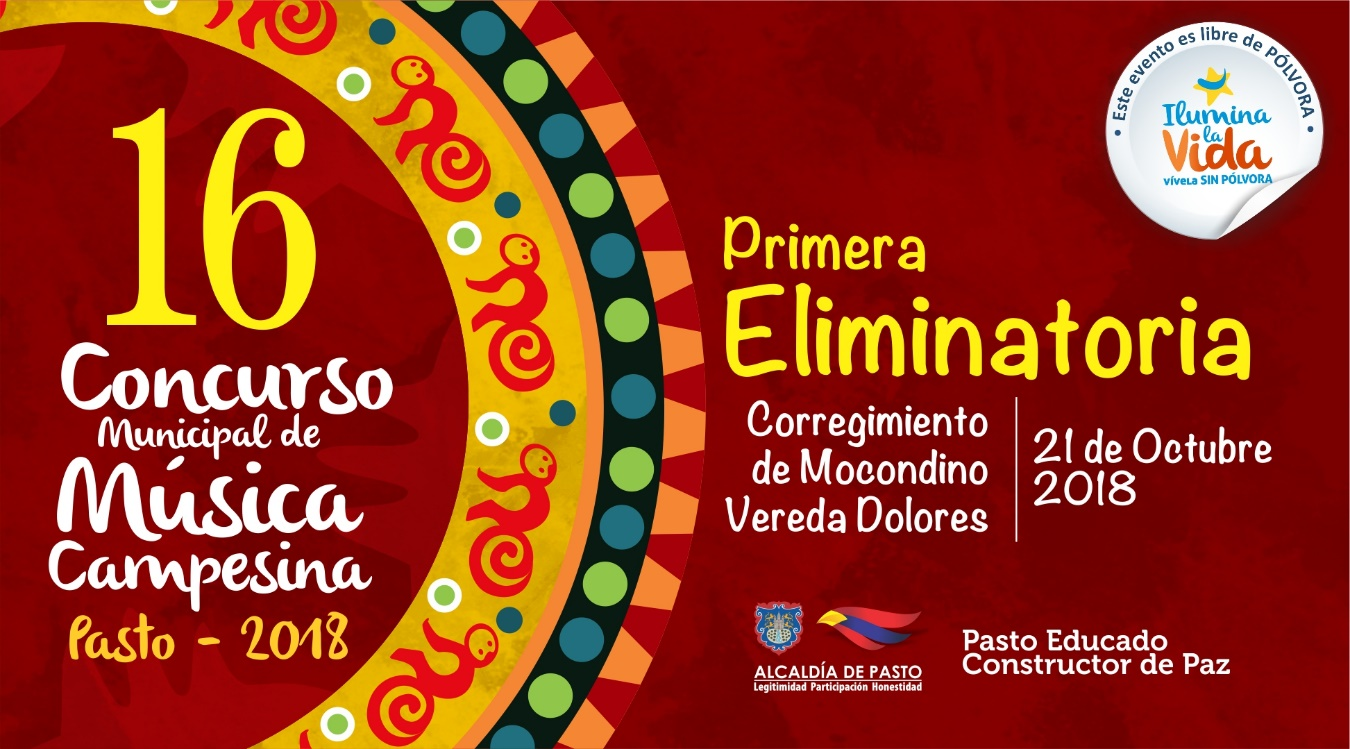 16
Concurso
Municipal de
Música
Campesina
Pasto - 2018
• Este evento es libre de PÓLVORA •
Ilumina
la
Vida
vívela SIN PÓLVORA
Primera
Eliminatoria
Corregimiento
de Mocondino
Vereda Dolores
21 de Octubre
2018
ALCALDÍA DE PASTO
Legitimidad Participación Honestidad
Pasto Educado
Constructor de Paz